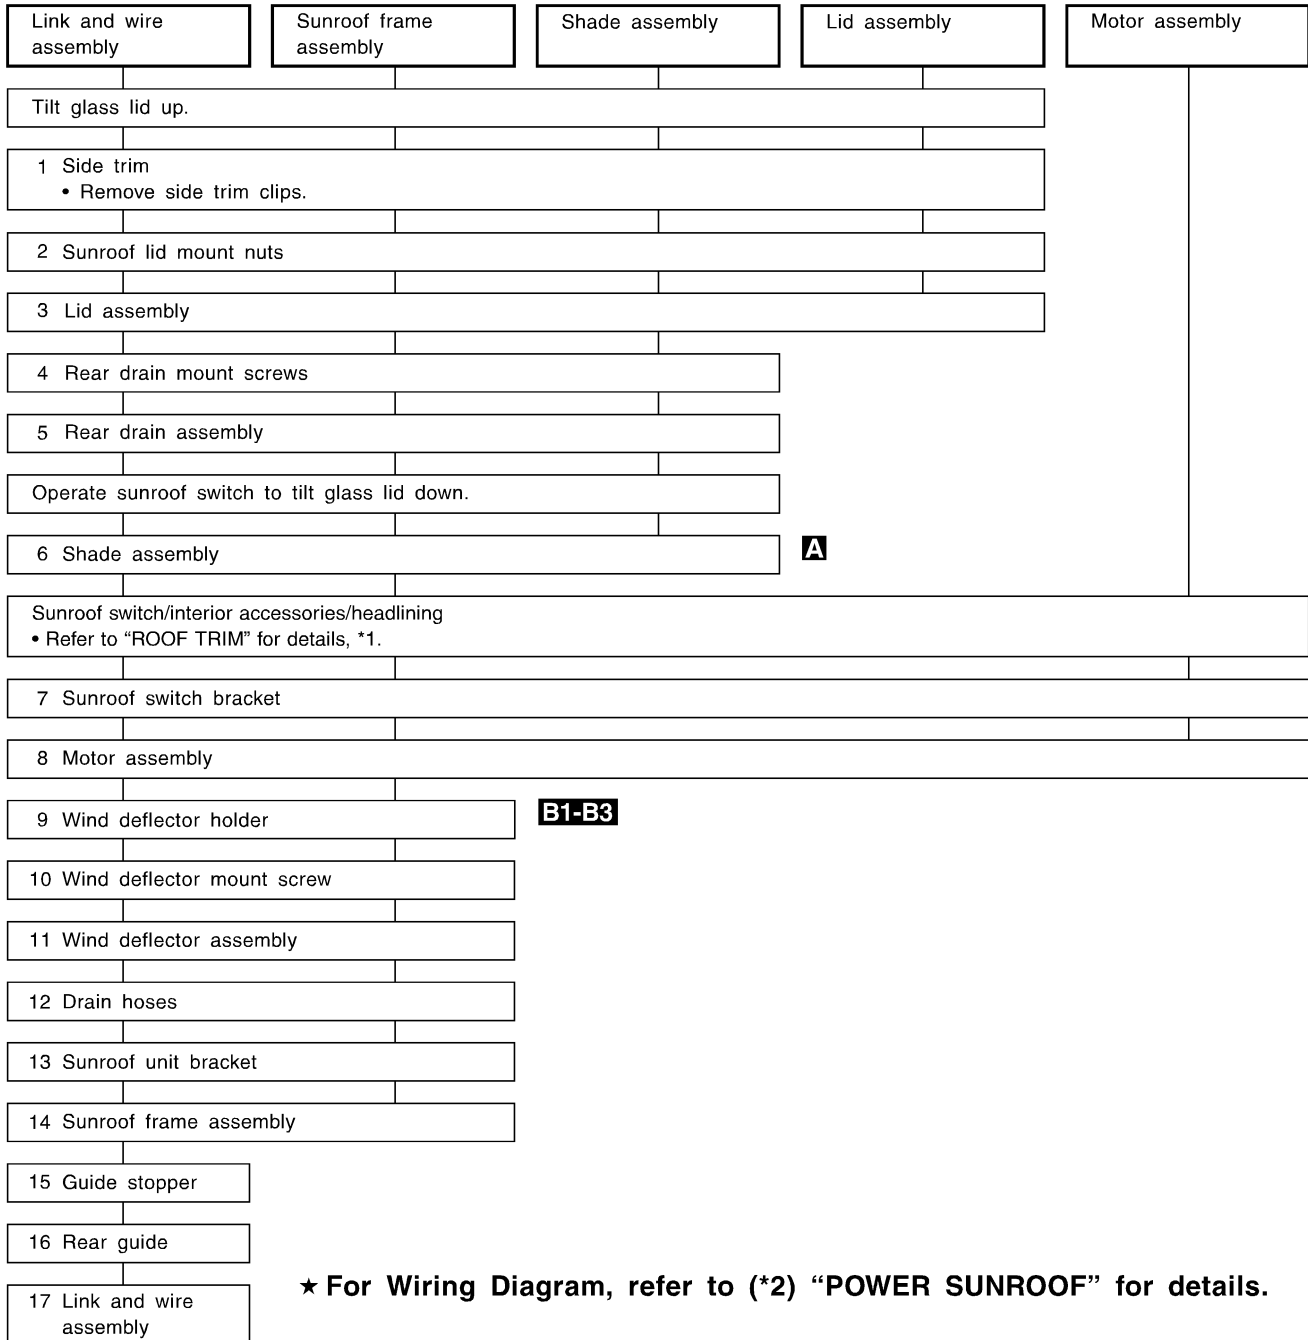 Link and wire
assembly
Sunroof frame
assembly
Shade assembly
Lid assembly
Motor assembly
Tilt glass lid up.
1 Side trim
• Remove side trim clips.
2 Sunroof lid mount nuts
3 Lid assembly
4 Rear drain mount screws
5 Rear drain assembly
Operate sunroof switch to tilt glass lid down.
6 Shade assembly
A
Sunroof switch/interior accessories/headlining
• Refer to “ROOF TRIM” for details, *1.
7 Sunroof switch bracket
8 Motor assembly
9 Wind deflector holder
B1-B3
10 Wind deflector mount screw
11 Wind deflector assembly
12 Drain hoses
13 Sunroof unit bracket
14 Sunroof frame assembly
15 Guide stopper
16 Rear guide
17 Link and wire
assembly
★ For Wiring Diagram, refer to (*2) “POWER SUNROOF” for details.